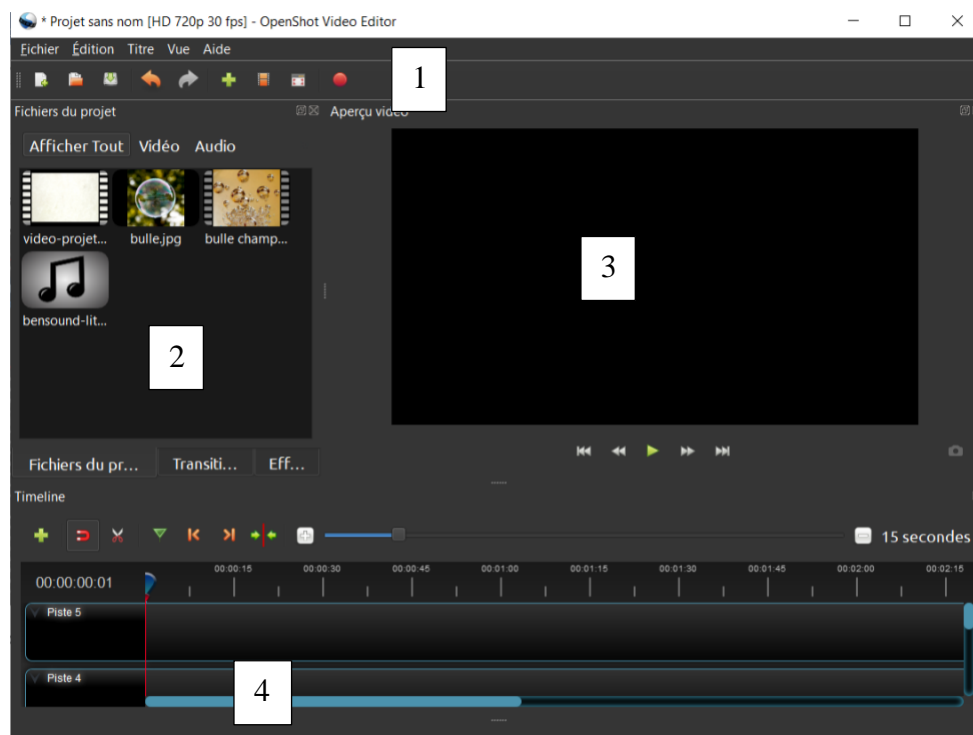 * Projet sans nom [HD 720p 30 fps] - OpenShot Video Editor
Fichier Édition Titre Vue Aide
1
Fichiers du projet
Aperçu vidéo
Afficher Tout Vidéo Audio
video-projet... bulle.jpg bulle champ...
bensound-lit...
2
3
Fichiers du pr... Transiti... Eff...
Timeline
15 secondes
00:00:00:01
00:00:15 00:00:30 00:00:45 00:01:00 00:01:15 00:01:30 00:01:45 00:02:00 00:02:15
Piste 5
Piste 4
4